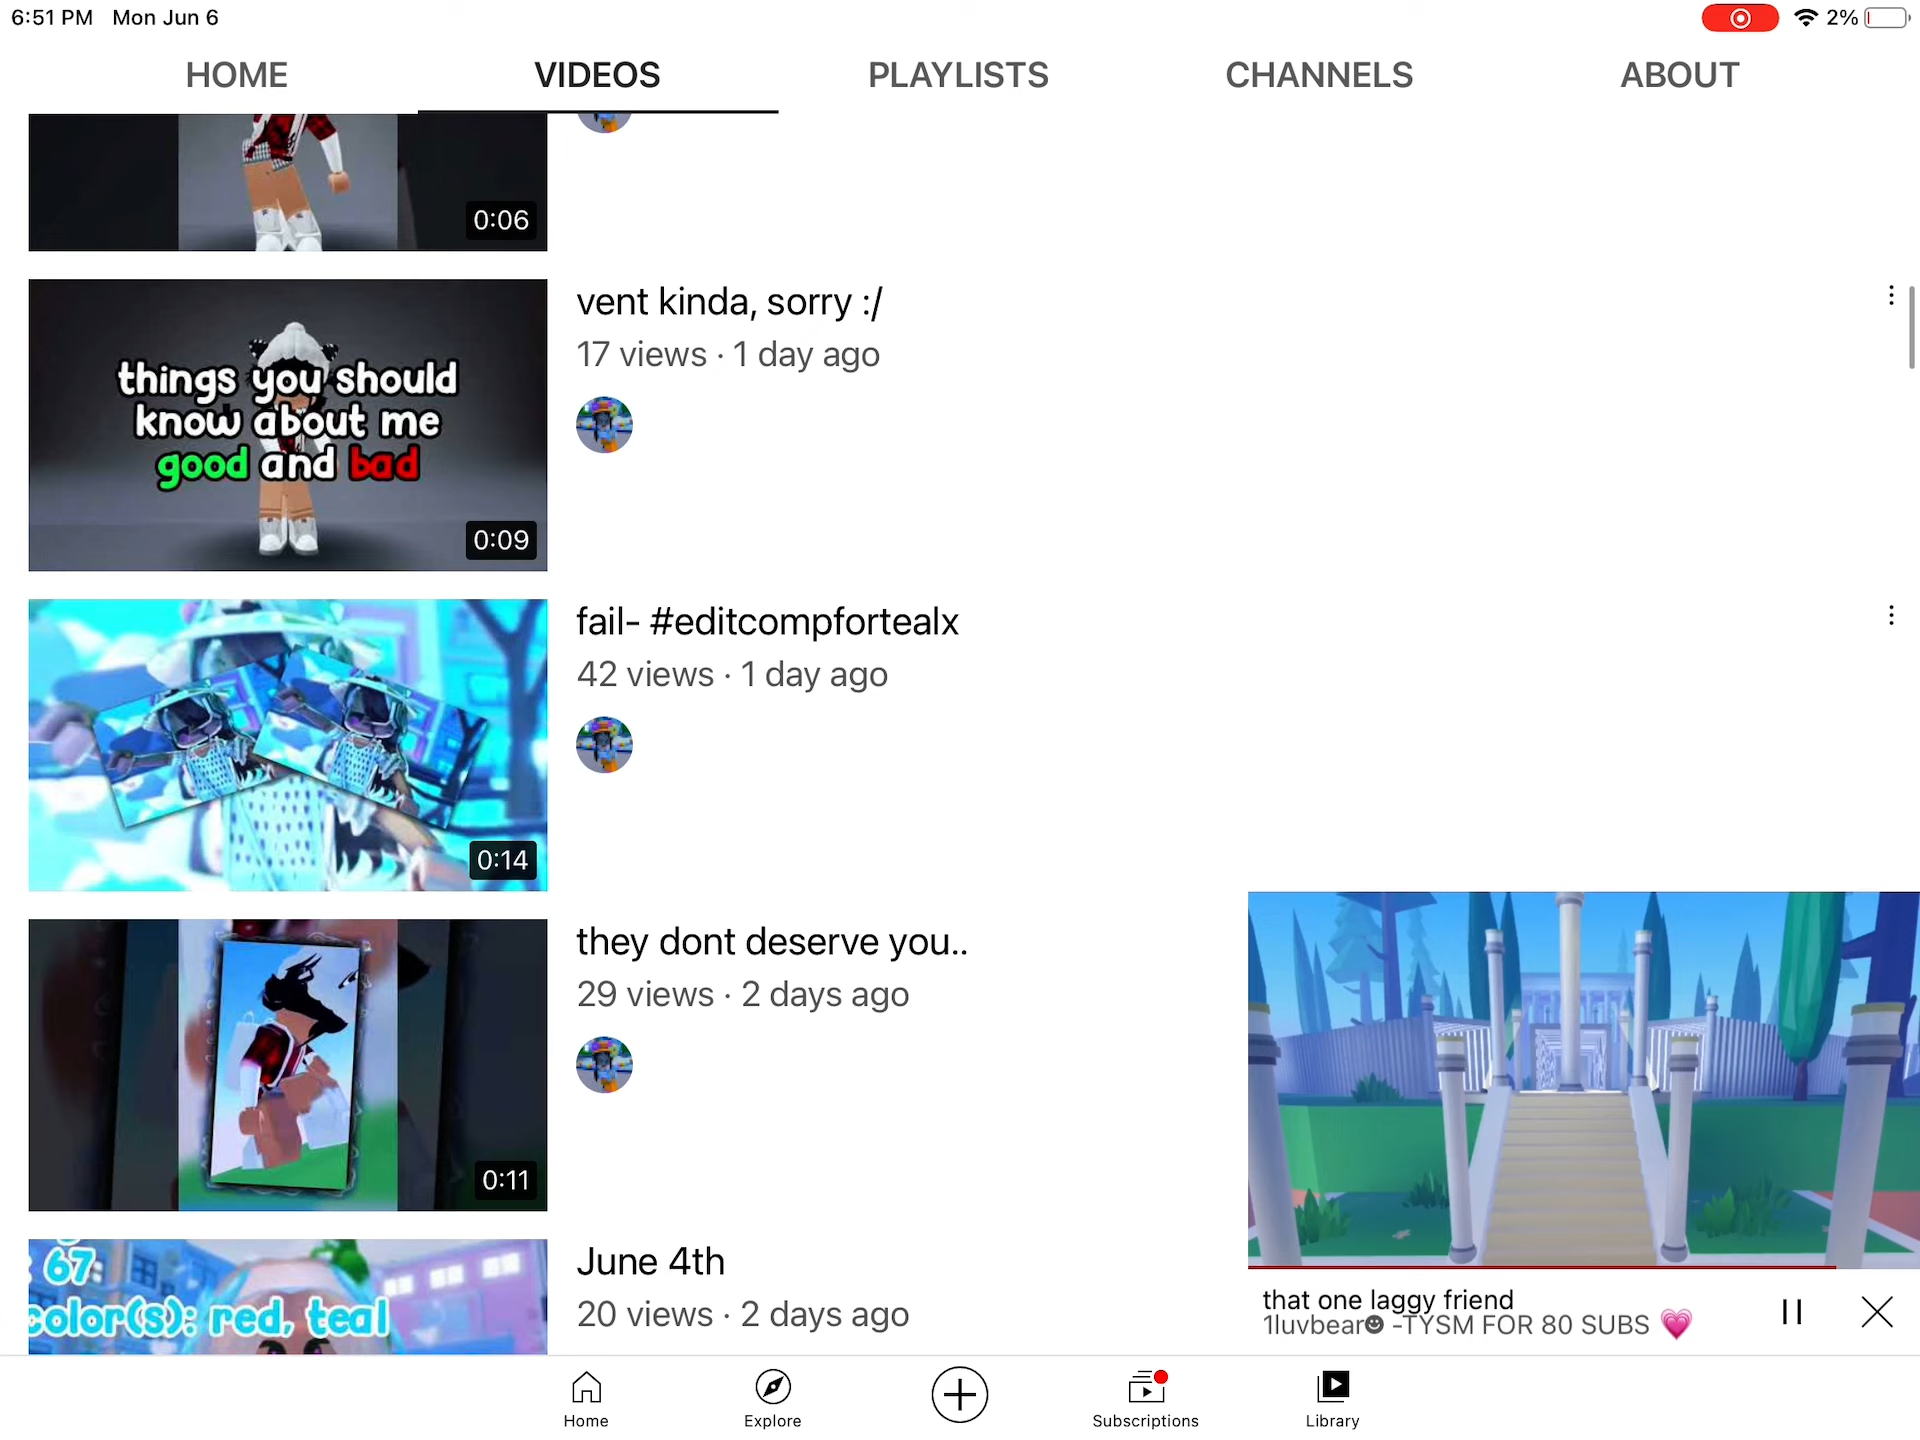 6:51 PM Mon Jun 6
2%
HOME VIDEOS PLAYLISTS CHANNELS ABOUT
0:06
things you should
know about me
good and bad
0:09
vent kinda, sorry :/
17 views · 1 day ago
0:14
fail- #editcompfortealx
42 views · 1 day ago
0:11
they dont deserve you..
29 views · 2 days ago
: 67
color(s): red, teal
June 4th
20 views · 2 days ago
that one laggy friend
1luvbear☻ -TYSM FOR 80 SUBS 💗
Home Explore Subscriptions Library